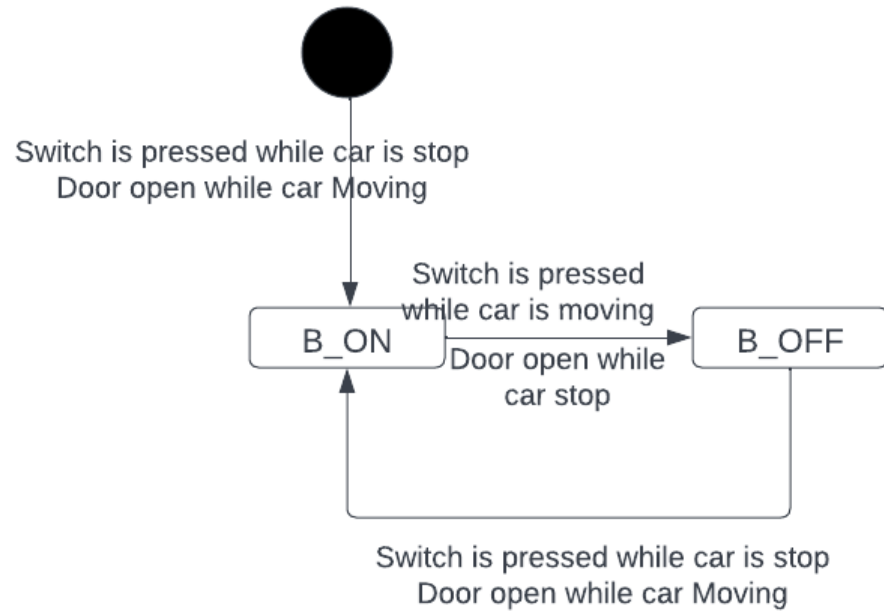 Switch is pressed while car is stop
Door open while car Moving
Switch is pressed
while car is moving
B_ON
B_OFF
Door open while
car stop
Switch is pressed while car is stop
Door open while car Moving